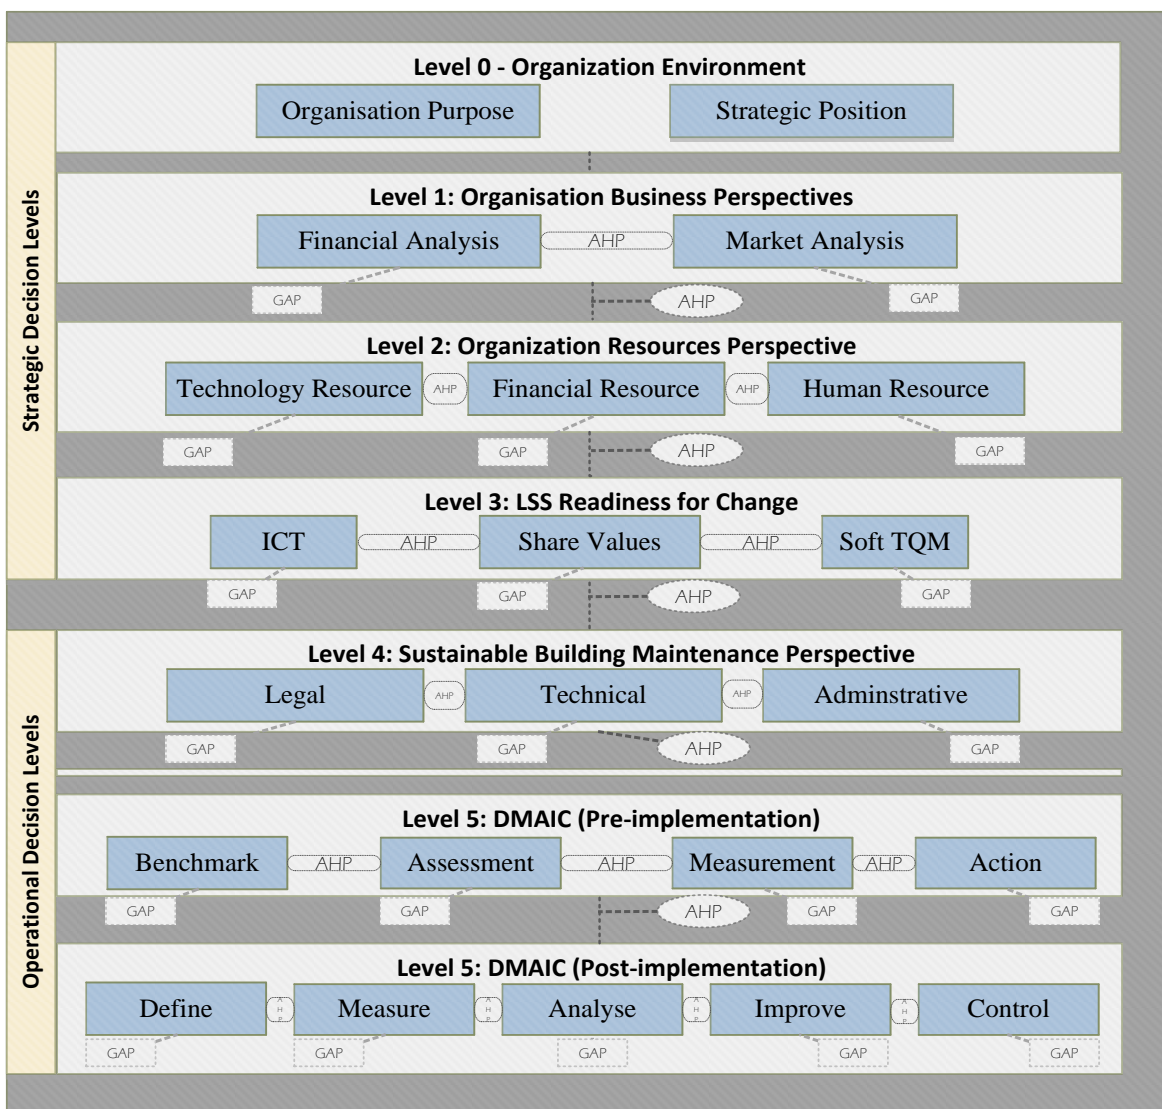 Strategic Decision Levels
Level 0 - Organization Environment
Organisation Purpose
Strategic Position
Level 1: Organisation Business Perspectives
Financial Analysis
AHP
Market Analysis
GAP
AHP
GAP
Level 2: Organization Resources Perspective
Technology Resource
AHP
Financial Resource
AHP
Human Resource
GAP
GAP
AHP
GAP
Level 3: LSS Readiness for Change
ICT
AHP
Share Values
AHP
Soft TQM
GAP
GAP
AHP
GAP
Operational Decision Levels
Level 4: Sustainable Building Maintenance Perspective
Legal
AHP
Technical
AHP
Adminstrative
GAP
GAP
AHP
GAP
Level 5: DMAIC (Pre-implementation)
Benchmark
AHP
Assessment
AHP
Measurement
AHP
Action
GAP
GAP
AHP
GAP
GAP
Level 5: DMAIC (Post-implementation)
Define
AHP
Measure
AHP
Analyse
AHP
Improve
AHP
Control
GAP
GAP
GAP
GAP
GAP